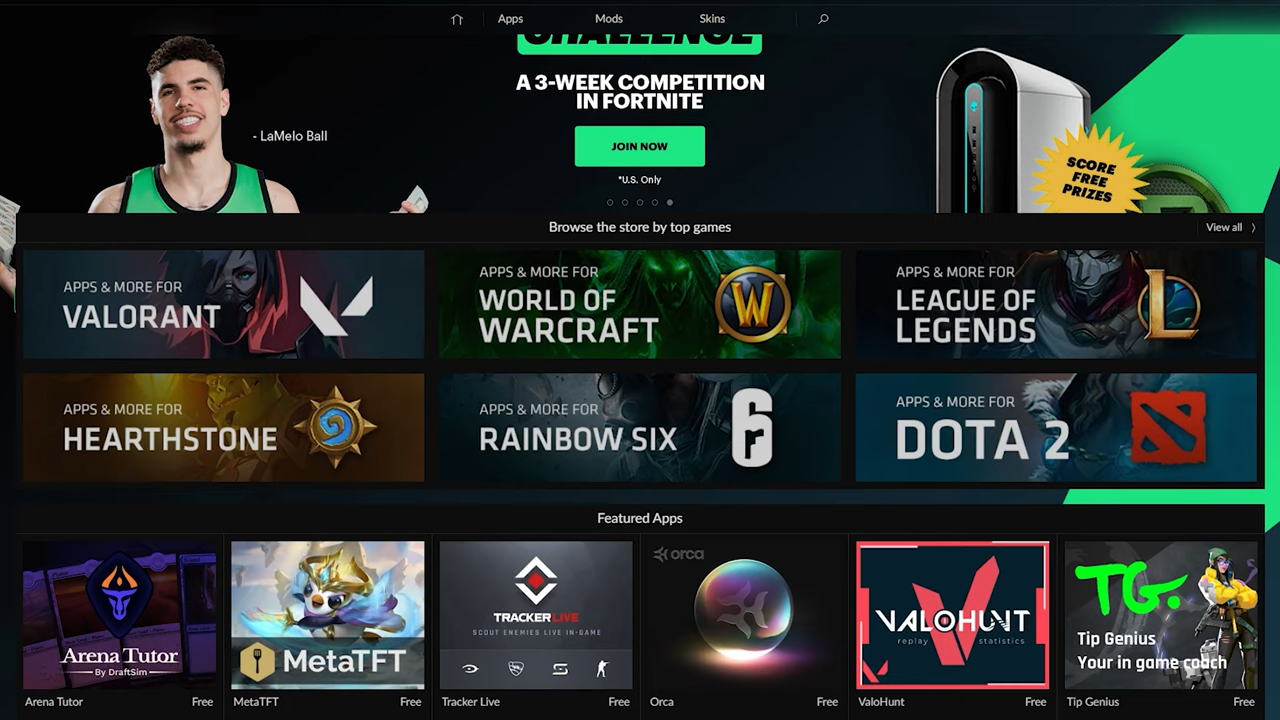 Apps
Mods
Skins
CHALLENGE
A 3-WEEK COMPETITION
IN FORTNITE
- LaMelo Ball
JOIN NOW
*U.S. Only
SCORE
FREE
PRIZES
Browse the store by top games
View all
APPS & MORE FOR
VALORANT
APPS & MORE FOR
WORLD OF
WARCRAFT
W
APPS & MORE FOR
LEAGUE OF
LEGENDS
L
APPS & MORE FOR
HEARTHSTONE
APPS & MORE FOR
RAINBOW SIX
6
APPS & MORE FOR
DOTA 2
Featured Apps
Arena Tutor
By DraftSim
MetaTFT
TRACKER LIVE
SCOUT ENEMIES LIVE IN-GAME
orca
VALOHUNT
replay statistics
TG.
Tip Genius
Your in game coach
Arena Tutor Free
MetaTFT Free
Tracker Live Free
Orca Free
ValoHunt Free
Tip Genius Free